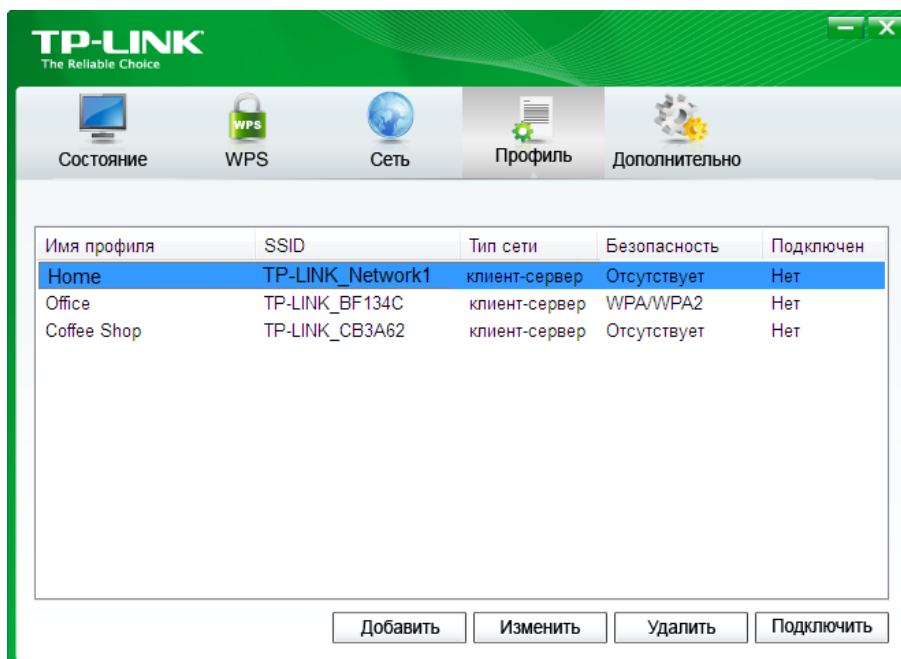 TP-LINK
The Reliable Choice
Состояние WPS WPS Сеть Профиль Дополнительно
Имя профиля SSID Тип сети Безопасность Подключен
Home TP-LINK_Network1 клиент-сервер Отсутствует Нет
Office TP-LINK_BF134C клиент-сервер WPA/WPA2 Нет
Coffee Shop TP-LINK_CB3A62 клиент-сервер Отсутствует Нет
Добавить Изменить Удалить Подключить